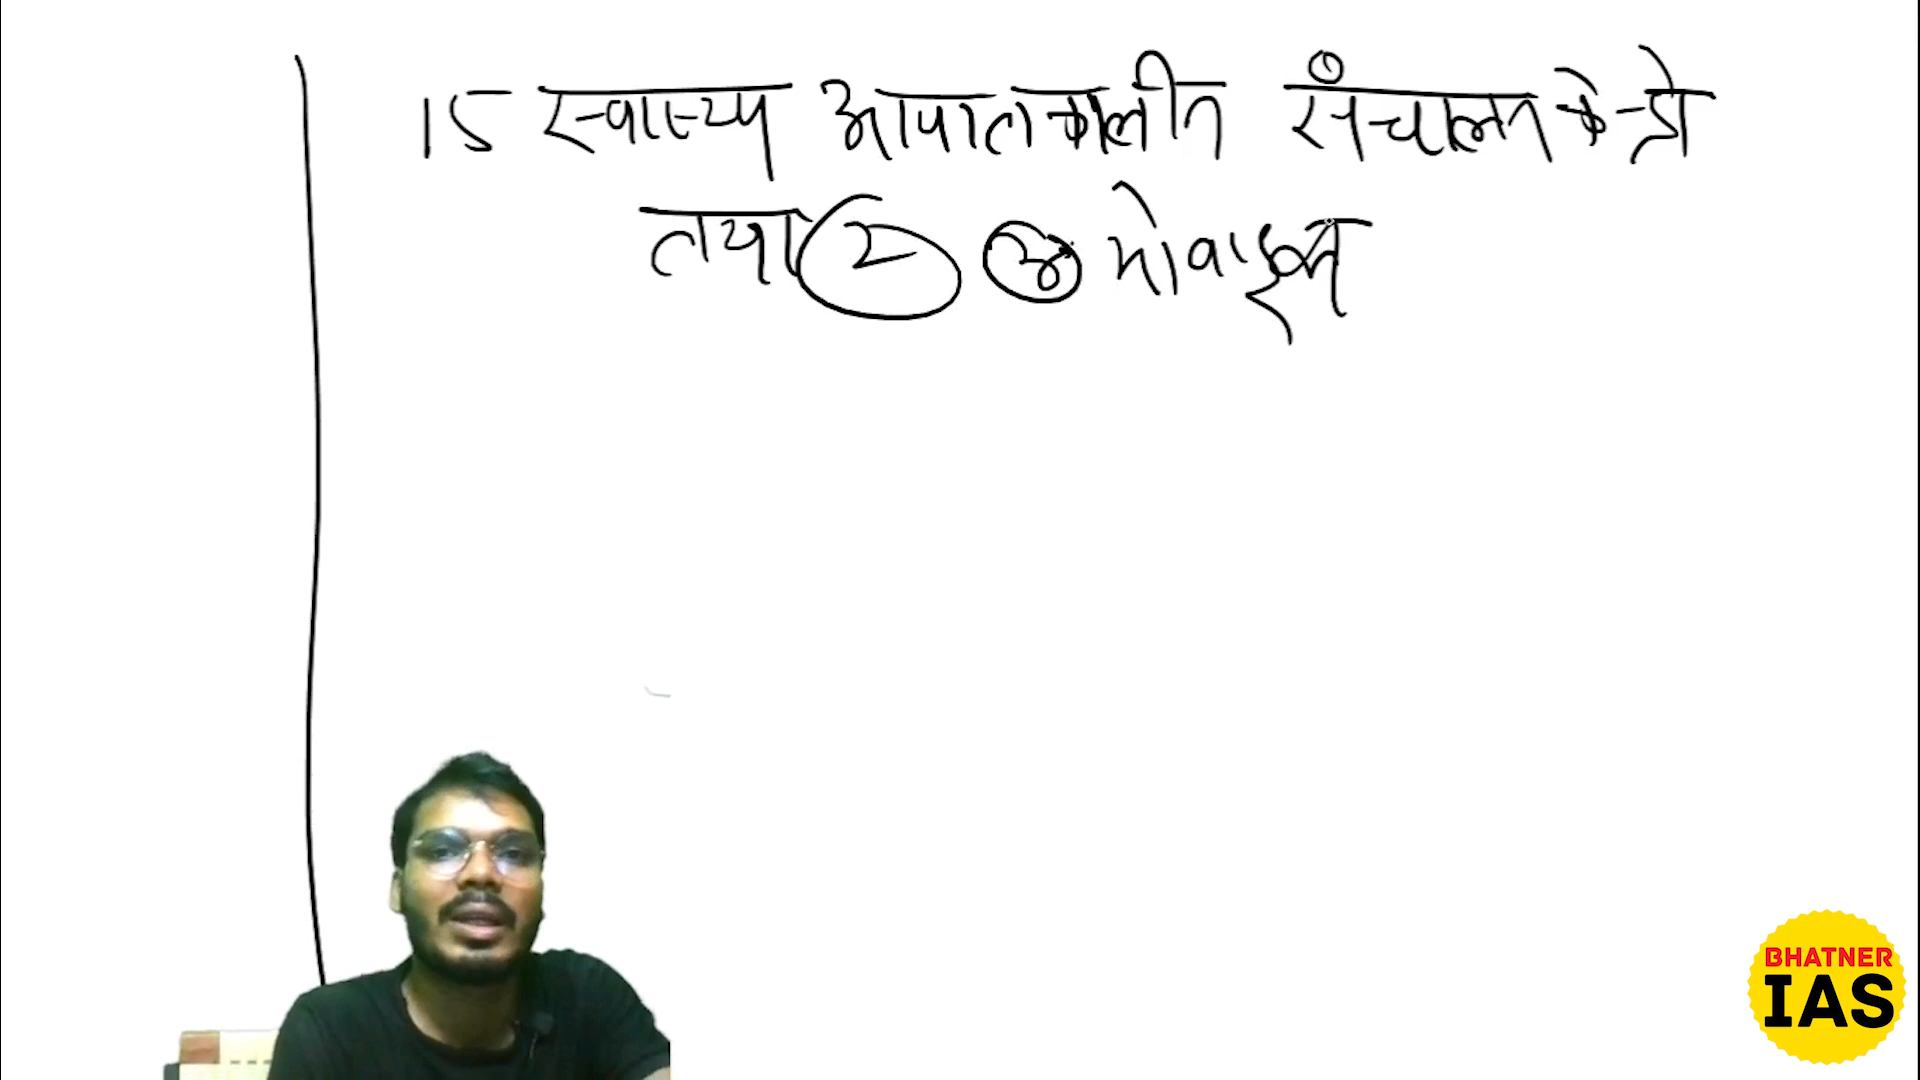 15 स्वास्थ्य आपातकालीन संचालन केन्द्रो
तथा 2 मोबाइल
BHATNER
IAS